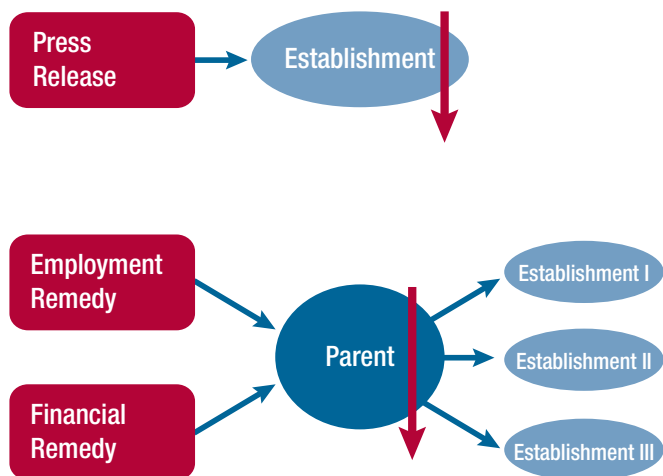 Press
Release
Establishment
Employment
Remedy
Establishment I
Parent
Establishment II
Financial
Remedy
Establishment III